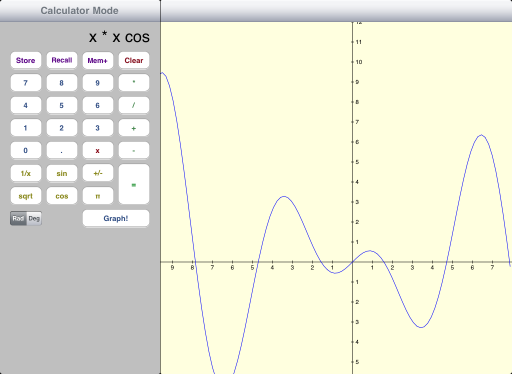 Calculator Mode
x * x cos
Store Recall Mem+ Clear
7 8 9 *
4 5 6 /
1 2 3 +
0 . x -
1/x sin +/-
=
sqrt cos π
Rad Deg Graph!
12
11
10
9
8
7
6
5
4
3
2
1
9 8 7 6 5 4 3 2 1 1 2 3 4 5 6 7
1
2
3
4
5